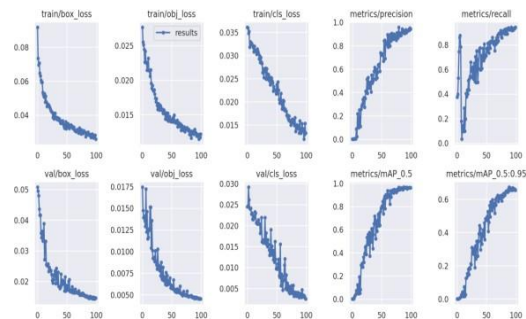 train/box_loss
train/obj_loss
train/cls_loss
metrics/precision
metrics/recall
results
0.08
0.06
0.04
0.025
0.020
0.015
0.035
0.030
0.025
0.020
0.015
1.0
0.8
0.6
0.4
0.2
0.0
0.8
0.6
0.4
0.2
0.0
0 50 100
0 50 100
0 50 100
0 50 100
0 50 100
val/box_loss
val/obj_loss
val/cls_loss
metrics/mAP_0.5
metrics/mAP_0.5:0.95
0.05
0.04
0.03
0.02
0.0175
0.0150
0.0125
0.0100
0.0075
0.0050
0.030
0.025
0.020
0.015
0.010
0.005
1.0
0.8
0.6
0.4
0.2
0.0
0.6
0.4
0.2
0.0
0 50 100
0 50 100
0 50 100
0 50 100
0 50 100